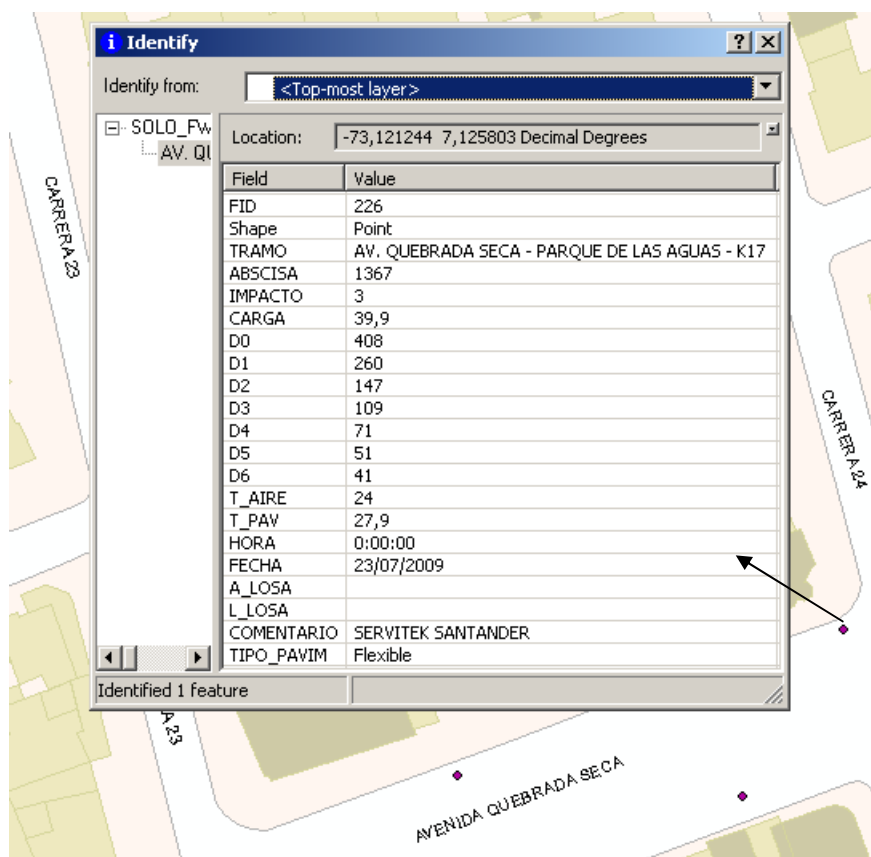 Identify
Identify from: <Top-most layer>
SOLO_FW
AV. QU
Location: -73,121244 7,125803 Decimal Degrees
Field Value
FID 226
Shape Point
TRAMO AV. QUEBRADA SECA - PARQUE DE LAS AGUAS - K17
ABSCISA 1367
IMPACTO 3
CARGA 39,9
D0 408
D1 260
D2 147
D3 109
D4 71
D5 51
D6 41
T_AIRE 24
T_PAV 27,9
HORA 0:00:00
FECHA 23/07/2009
A_LOSA
L_LOSA
COMENTARIO SERVITEK SANTANDER
TIPO_PAVIM Flexible
Identified 1 feature
CARRERA 23
CARRERA 24
A 23
AVENIDA QUEBRADA SECA